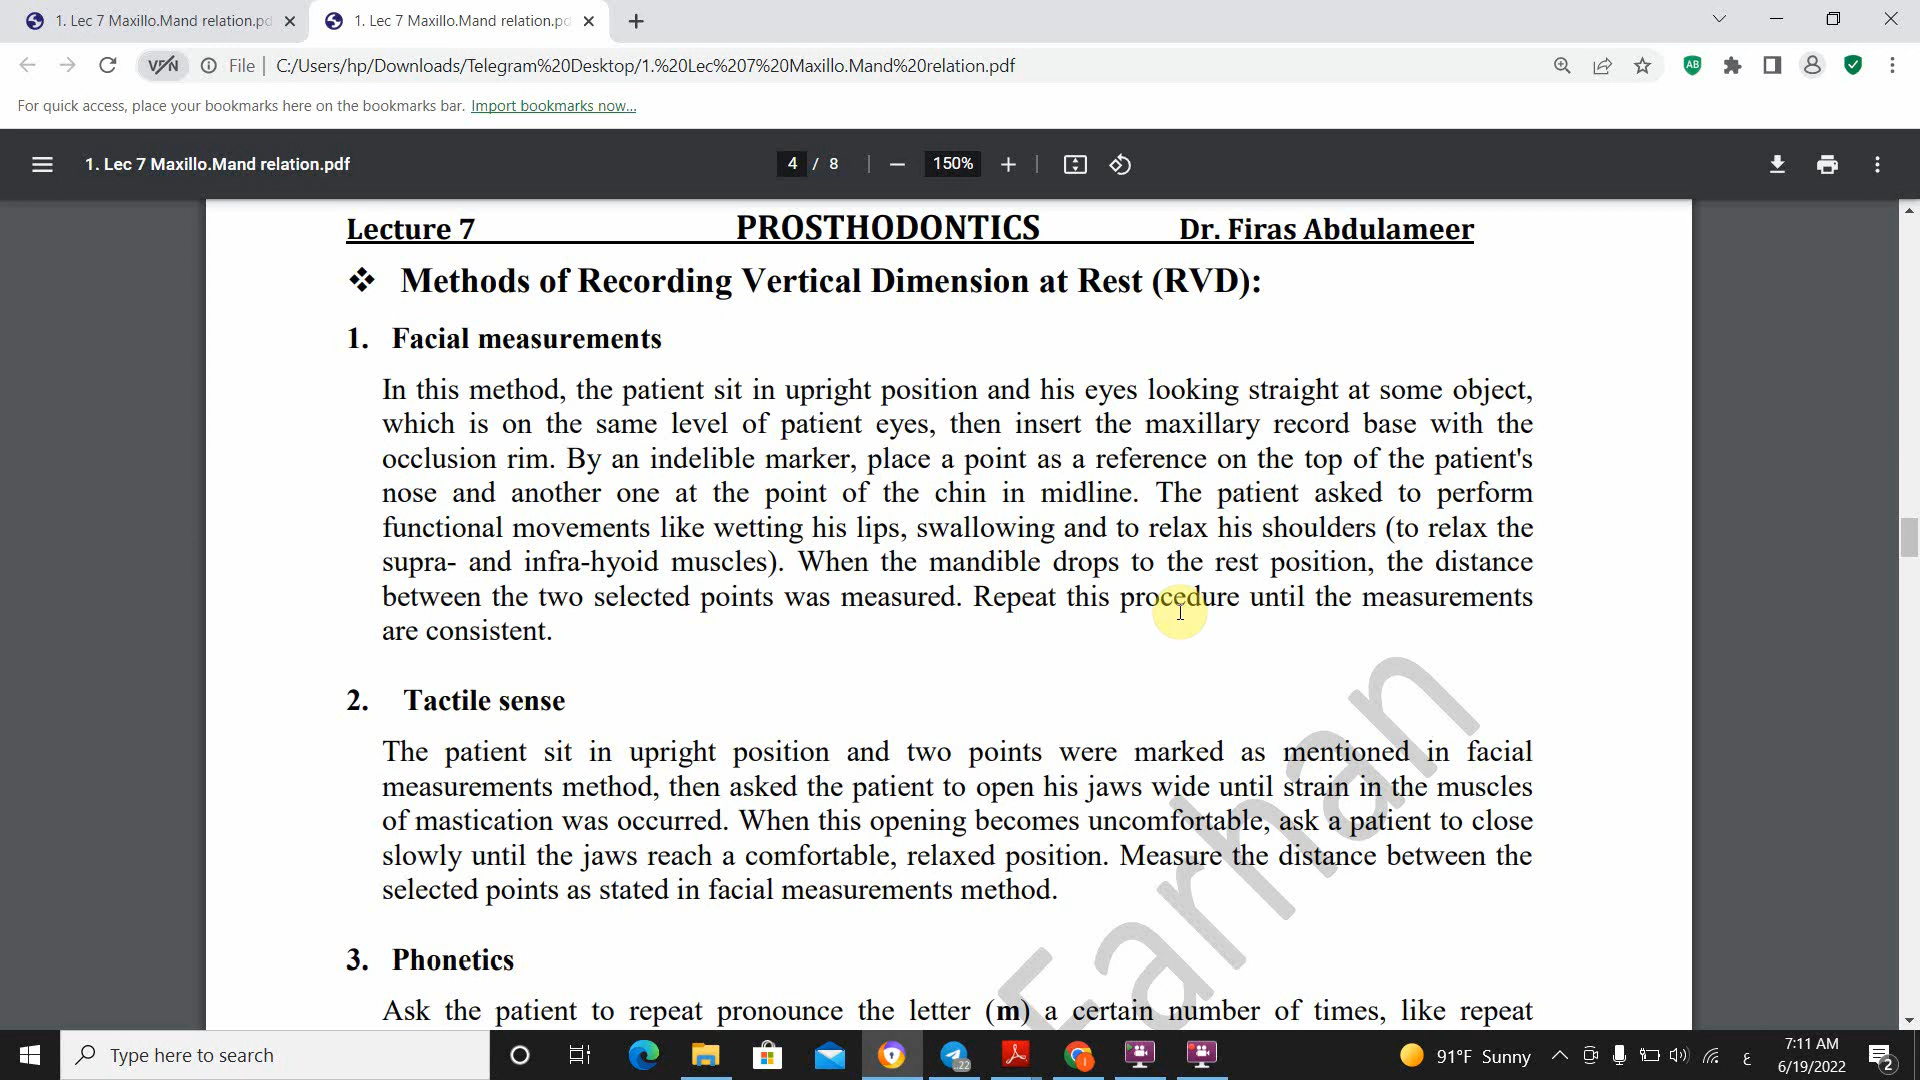 1. Lec 7 Maxillo.Mand relation.pd
1. Lec 7 Maxillo.Mand relation.pd
VPN
File
C:/Users/hp/Downloads/Telegram%20Desktop/1.%20Lec%207%20Maxillo.Mand%20relation.pdf
AB
For quick access, place your bookmarks here on the bookmarks bar. Import bookmarks now...
1. Lec 7 Maxillo.Mand relation.pdf
4 / 8
150%
Lecture 7 PROSTHODONTICS Dr. Firas Abdulameer
❖ Methods of Recording Vertical Dimension at Rest (RVD):
1. Facial measurements
In this method, the patient sit in upright position and his eyes looking straight at some object,
which is on the same level of patient eyes, then insert the maxillary record base with the
occlusion rim. By an indelible marker, place a point as a reference on the top of the patient's
nose and another one at the point of the chin in midline. The patient asked to perform
functional movements like wetting his lips, swallowing and to relax his shoulders (to relax the
supra- and infra-hyoid muscles). When the mandible drops to the rest position, the distance
between the two selected points was measured. Repeat this procedure until the measurements
are consistent.
2. Tactile sense
The patient sit in upright position and two points were marked as mentioned in facial
measurements method, then asked the patient to open his jaws wide until strain in the muscles
of mastication was occurred. When this opening becomes uncomfortable, ask a patient to close
slowly until the jaws reach a comfortable, relaxed position. Measure the distance between the
selected points as stated in facial measurements method.
3. Phonetics
Ask the patient to repeat pronounce the letter (m) a certain number of times, like repeat
Farhan
Type here to search
22
91°F Sunny
ع
7:11 AM
6/19/2022
2